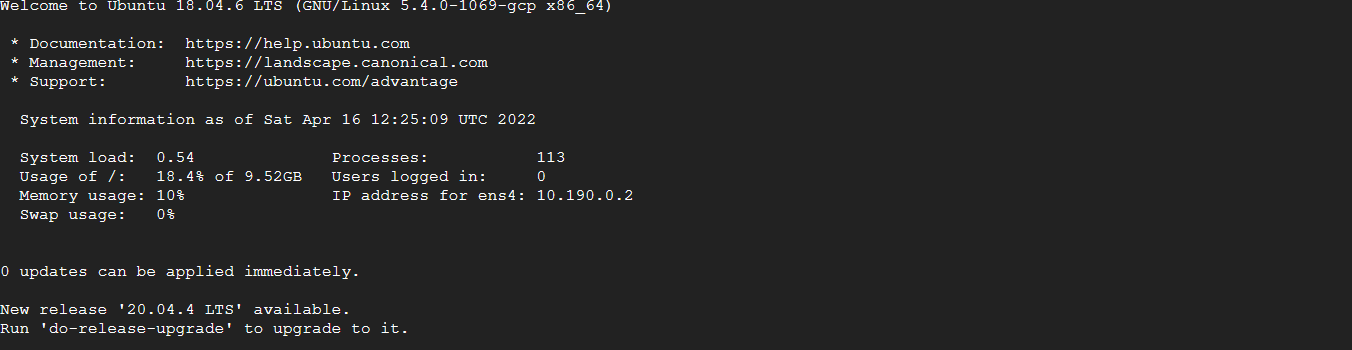 Welcome to Ubuntu 18.04.6 LTS (GNU/Linux 5.4.0-1069-gcp x86_64)
* Documentation:  https://help.ubuntu.com
* Management:     https://landscape.canonical.com
* Support:        https://ubuntu.com/advantage
System information as of Sat Apr 16 12:25:09 UTC 2022
System load:  0.54              Processes:           113
Usage of /:   18.4% of 9.52GB   Users logged in:     0
Memory usage: 10%               IP address for ens4: 10.190.0.2
Swap usage:   0%
0 updates can be applied immediately.
New release '20.04.4 LTS' available.
Run 'do-release-upgrade' to upgrade to it.